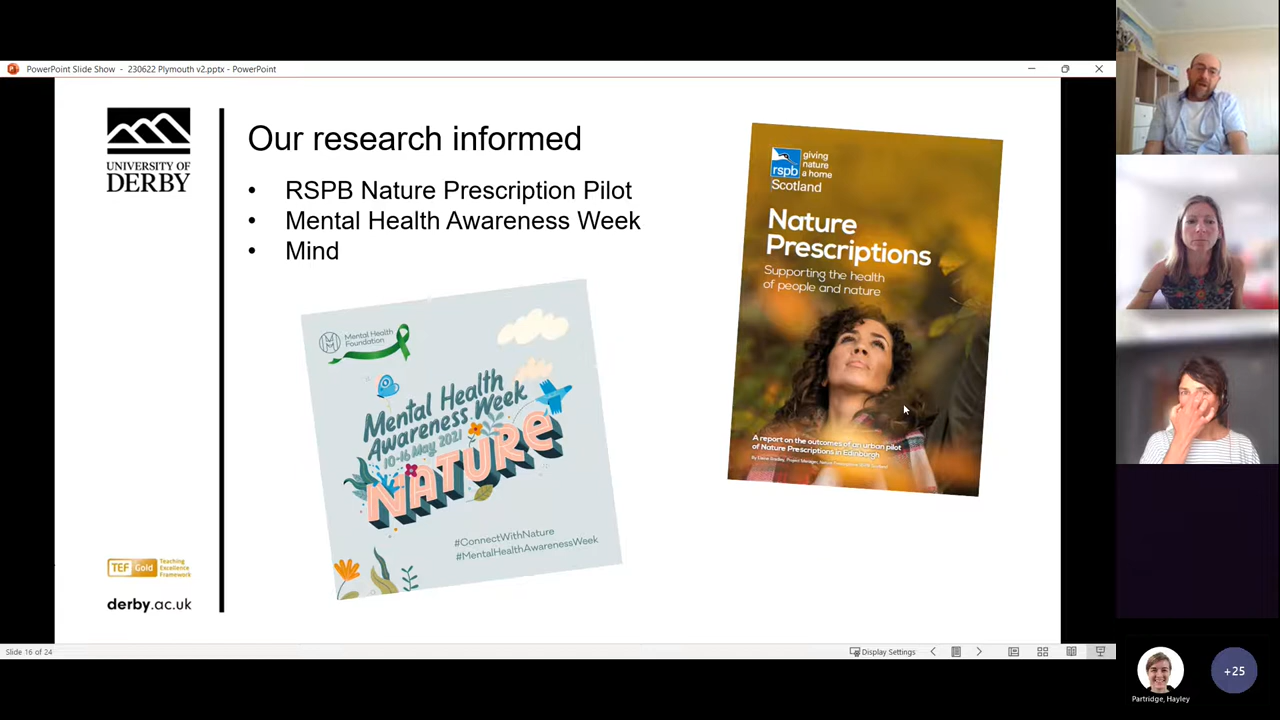 PowerPoint Slide Show - 230622 Plymouth v2.pptx - PowerPoint
UNIVERSITY OF
DERBY
Our research informed
• RSPB Nature Prescription Pilot
• Mental Health Awareness Week
• Mind
Mental Health
Foundation
Mental Health
Awareness Week
10-16 May 2021
NATURE
#ConnectWithNature
#MentalHealthAwarenessWeek
rspb
giving
nature
a home
Scotland
Nature
Prescriptions
Supporting the health
of people and nature
A report on the outcomes of an urban pilot
of Nature Prescriptions in Edinburgh
TEF Gold
Teaching
Excellence
Framework
derby.ac.uk
Slide 16 of 24
Display Settings
Partridge, Hayley
+25